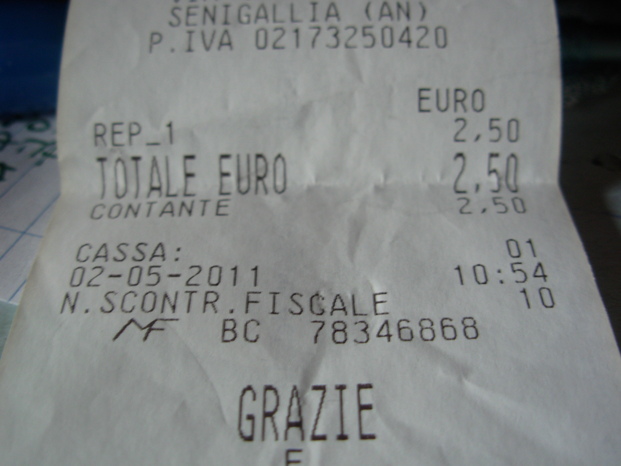 SENIGALLIA (AN)
P.IVA 02173250420
EURO
REP_1 2,50
TOTALE EURO 2,50
CONTANTE 2,50
CASSA: 01
02-05-2011 10:54
N.SCONTR.FISCALE 10
MF BC 78346868
GRAZIE
E